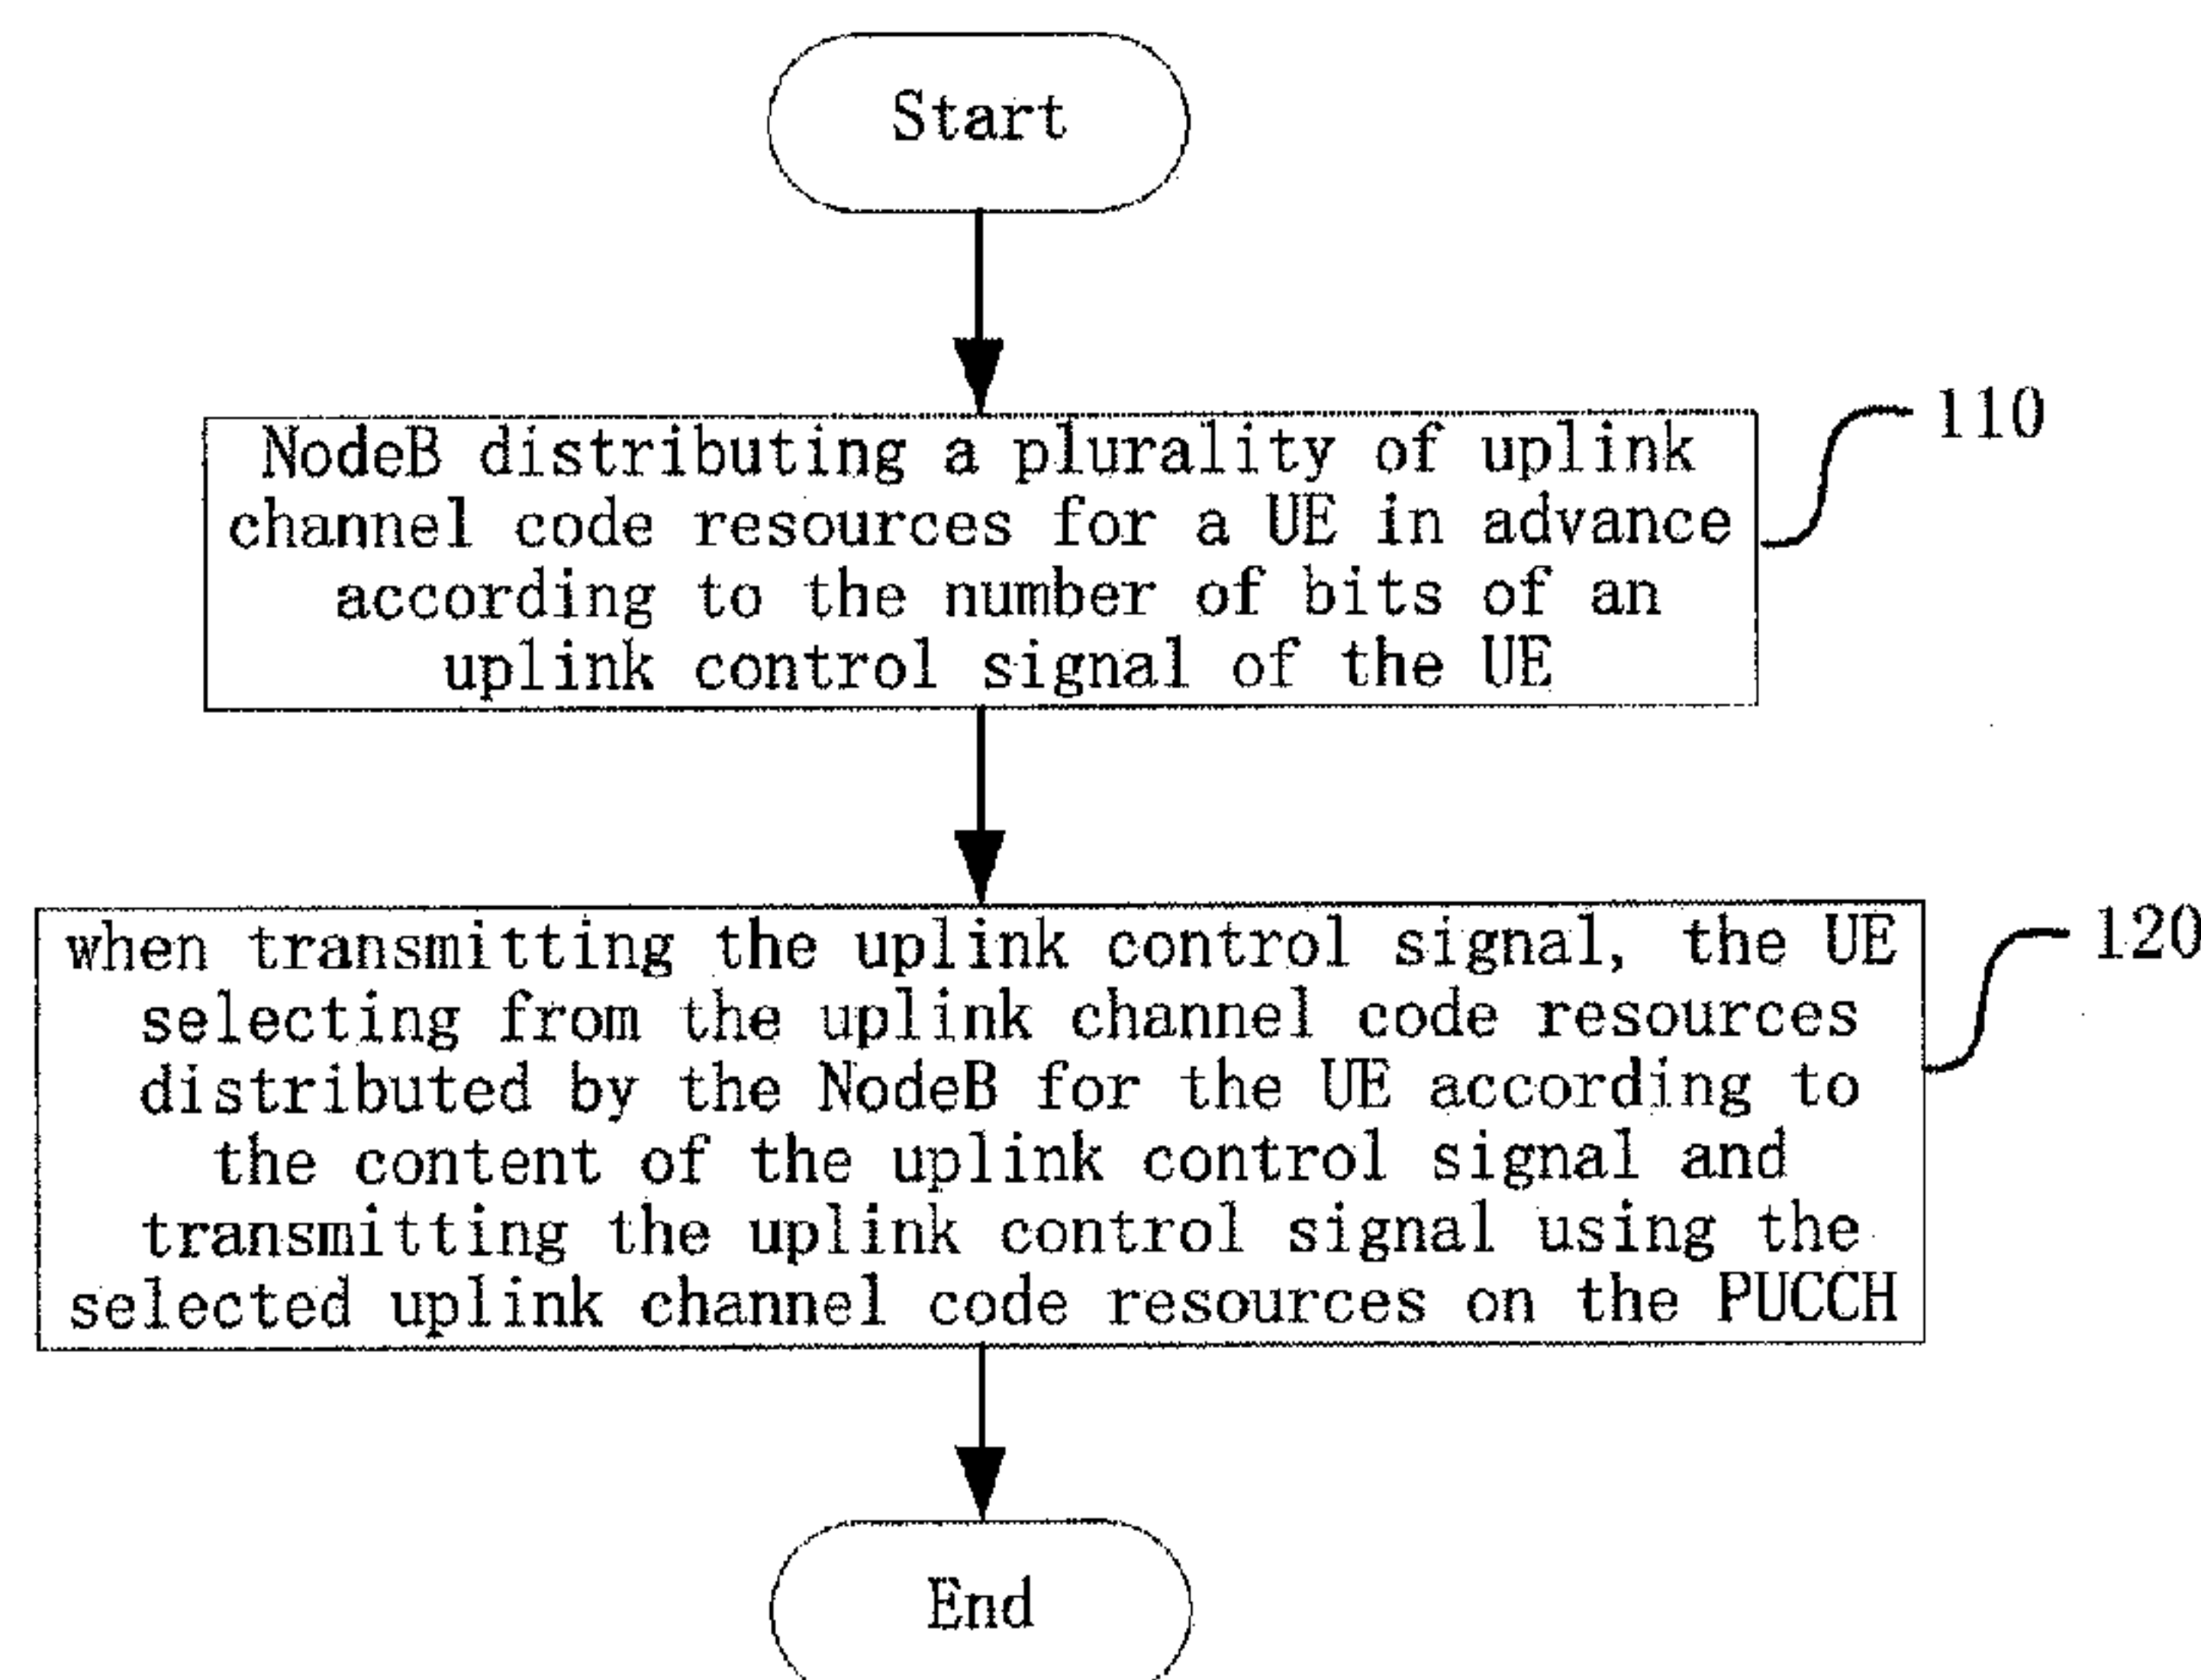 Start
NodeB distributing a plurality of uplink
channel code resources for a UE in advance
according to the number of bits of an
uplink control signal of the UE
110
when transmitting the uplink control signal, the UE
selecting from the uplink channel code resources
distributed by the NodeB for the UE according to
the content of the uplink control signal and
transmitting the uplink control signal using the
selected uplink channel code resources on the PUCCH
120
End